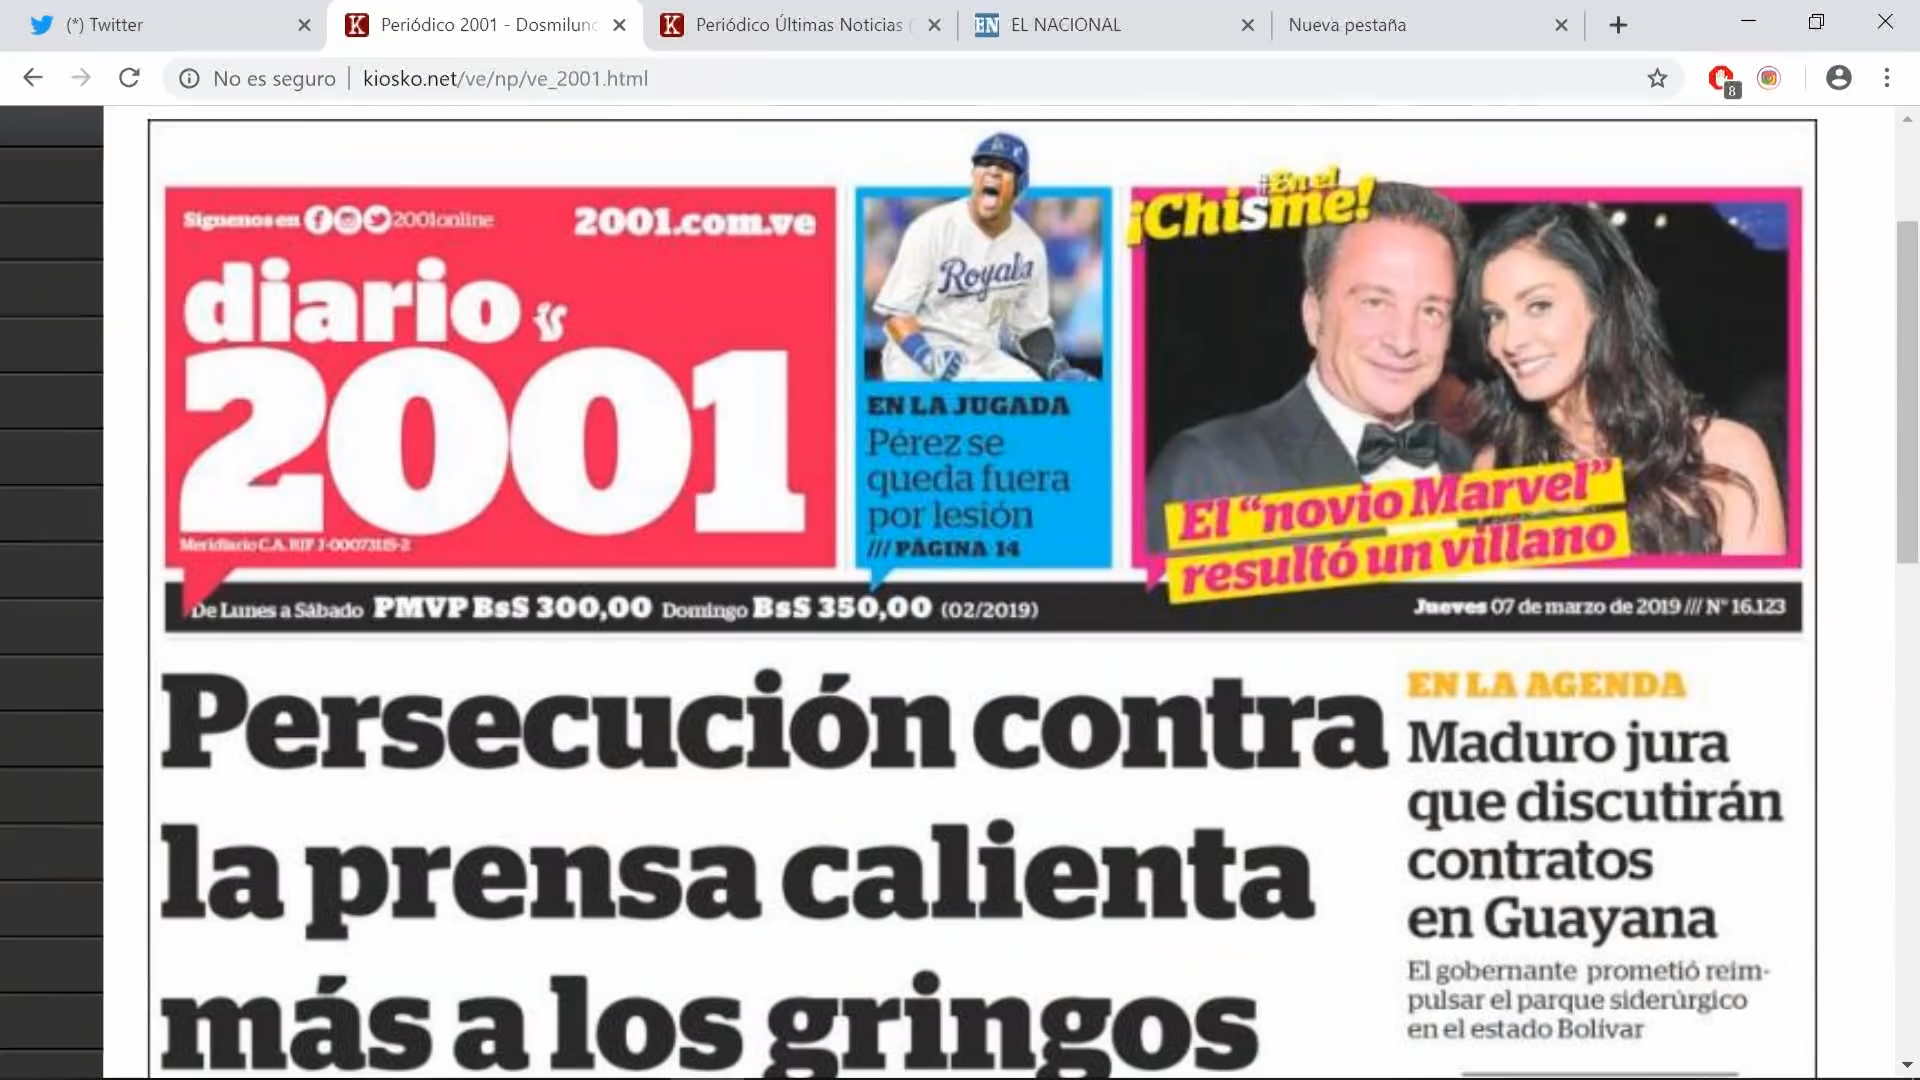 (*) Twitter
Periódico 2001 - Dosmilunc
Periódico Últimas Noticias (
EN EL NACIONAL
Nueva pestaña
No es seguro
kiosko.net/ve/np/ve_2001.html
8
Siguenos en 2001online
2001.com.ve
diario
2001
Meridiario C.A. RIF J-00073115-2
Royals
EN LA JUGADA
Pérez se
queda fuera
por lesión
/// PÁGINA 14
#En el
¡Chisme!
El “novio Marvel”
resultó un villano
De Lunes a Sábado PMVP BsS 300,00 Domingo BsS 350,00 (02/2019)
Jueves 07 de marzo de 2019 /// N° 16.123
Persecución contra
la prensa calienta
más a los gringos
EN LA AGENDA
Maduro jura
que discutirán
contratos
en Guayana
El gobernante prometió reim-
pulsar el parque siderúrgico
en el estado Bolívar